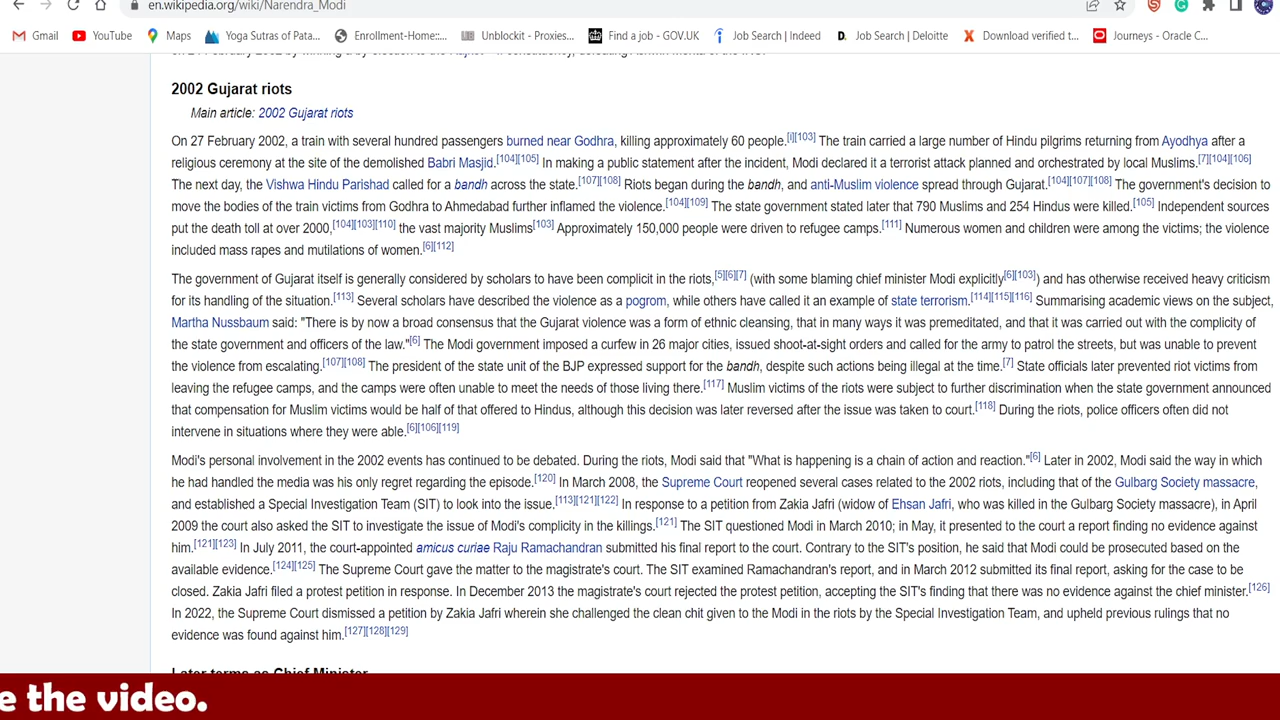 en.wikipedia.org/wiki/Narendra_Modi
Gmail YouTube Maps Yoga Sutras of Pata... Enrollment-Home:... Unblockit - Proxies... Find a job - GOV.UK Job Search | Indeed Job Search | Deloitte Download verified t... Journeys - Oracle C...
2002 Gujarat riots
Main article: 2002 Gujarat riots
On 27 February 2002, a train with several hundred passengers burned near Godhra, killing approximately 60 people.[i][103] The train carried a large number of Hindu pilgrims returning from Ayodhya after a
religious ceremony at the site of the demolished Babri Masjid.[104][105] In making a public statement after the incident, Modi declared it a terrorist attack planned and orchestrated by local Muslims.[7][104][106]
The next day, the Vishwa Hindu Parishad called for a bandh across the state.[107][108] Riots began during the bandh, and anti-Muslim violence spread through Gujarat.[104][107][108] The government's decision to
move the bodies of the train victims from Godhra to Ahmedabad further inflamed the violence.[104][109] The state government stated later that 790 Muslims and 254 Hindus were killed.[105] Independent sources
put the death toll at over 2000,[104][103][110] the vast majority Muslims[103] Approximately 150,000 people were driven to refugee camps.[111] Numerous women and children were among the victims; the violence
included mass rapes and mutilations of women.[6][112]
The government of Gujarat itself is generally considered by scholars to have been complicit in the riots,[5][6][7] (with some blaming chief minister Modi explicitly[6][103]) and has otherwise received heavy criticism
for its handling of the situation.[113] Several scholars have described the violence as a pogrom, while others have called it an example of state terrorism.[114][115][116] Summarising academic views on the subject,
Martha Nussbaum said: "There is by now a broad consensus that the Gujarat violence was a form of ethnic cleansing, that in many ways it was premeditated, and that it was carried out with the complicity of
the state government and officers of the law."[6] The Modi government imposed a curfew in 26 major cities, issued shoot-at-sight orders and called for the army to patrol the streets, but was unable to prevent
the violence from escalating.[107][108] The president of the state unit of the BJP expressed support for the bandh, despite such actions being illegal at the time.[7] State officials later prevented riot victims from
leaving the refugee camps, and the camps were often unable to meet the needs of those living there.[117] Muslim victims of the riots were subject to further discrimination when the state government announced
that compensation for Muslim victims would be half of that offered to Hindus, although this decision was later reversed after the issue was taken to court.[118] During the riots, police officers often did not
intervene in situations where they were able.[6][106][119]
Modi's personal involvement in the 2002 events has continued to be debated. During the riots, Modi said that "What is happening is a chain of action and reaction."[6] Later in 2002, Modi said the way in which
he had handled the media was his only regret regarding the episode.[120] In March 2008, the Supreme Court reopened several cases related to the 2002 riots, including that of the Gulbarg Society massacre,
and established a Special Investigation Team (SIT) to look into the issue.[113][121][122] In response to a petition from Zakia Jafri (widow of Ehsan Jafri, who was killed in the Gulbarg Society massacre), in April
2009 the court also asked the SIT to investigate the issue of Modi's complicity in the killings.[121] The SIT questioned Modi in March 2010; in May, it presented to the court a report finding no evidence against
him.[121][123] In July 2011, the court-appointed amicus curiae Raju Ramachandran submitted his final report to the court. Contrary to the SIT's position, he said that Modi could be prosecuted based on the
available evidence.[124][125] The Supreme Court gave the matter to the magistrate's court. The SIT examined Ramachandran's report, and in March 2012 submitted its final report, asking for the case to be
closed. Zakia Jafri filed a protest petition in response. In December 2013 the magistrate's court rejected the protest petition, accepting the SIT's finding that there was no evidence against the chief minister.[126]
In 2022, the Supreme Court dismissed a petition by Zakia Jafri wherein she challenged the clean chit given to the Modi in the riots by the Special Investigation Team, and upheld previous rulings that no
evidence was found against him.[127][128][129]
Later terms as Chief Minister
e the video.